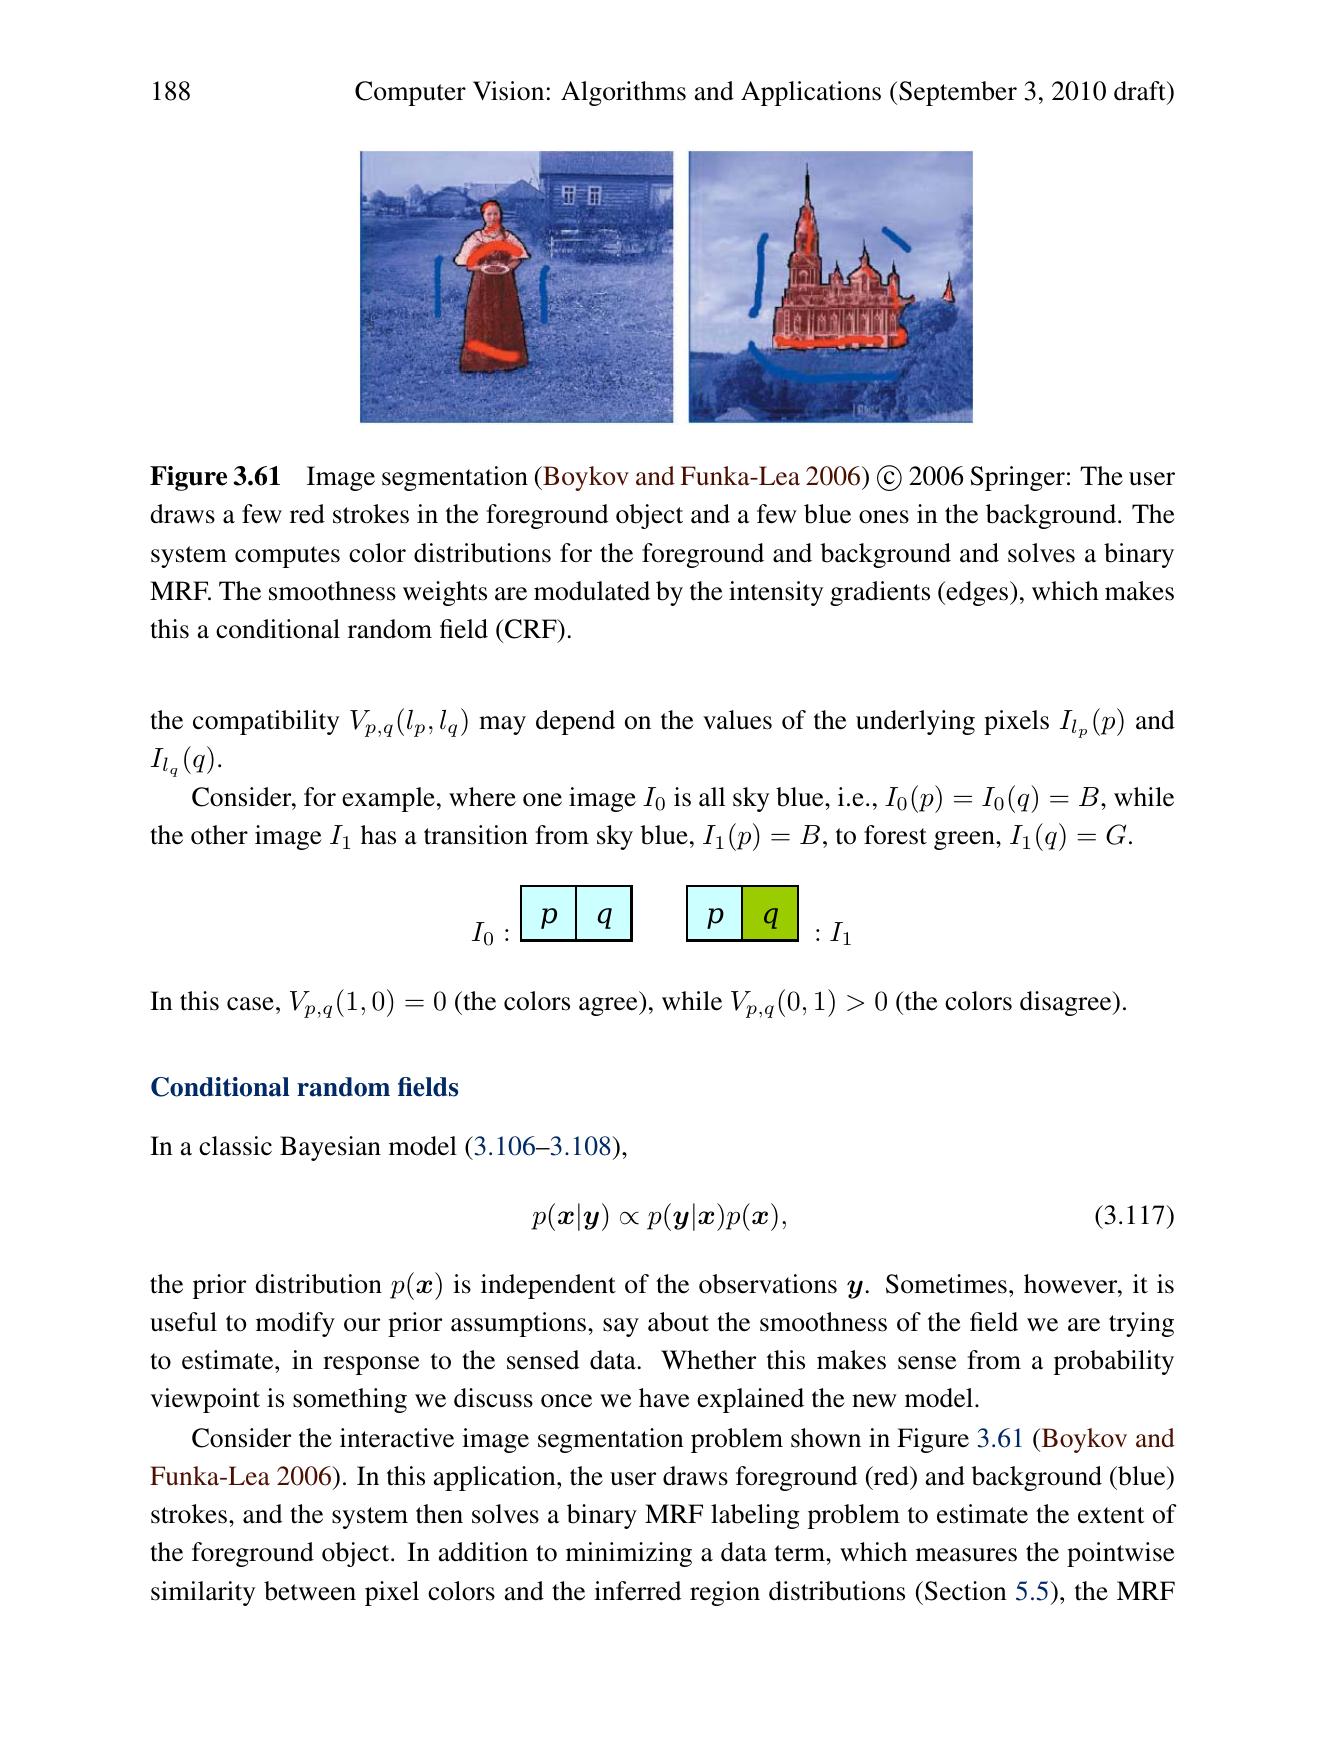 188 Computer Vision: Algorithms and Applications (September 3, 2010 draft)
Figure 3.61 Image segmentation (Boykov and Funka-Lea 2006) © 2006 Springer: The user
draws a few red strokes in the foreground object and a few blue ones in the background. The
system computes color distributions for the foreground and background and solves a binary
MRF. The smoothness weights are modulated by the intensity gradients (edges), which makes
this a conditional random field (CRF).
the compatibility V_{p,q}(l_p, l_q) may depend on the values of the underlying pixels I_{l_p}(p) and
I_{l_q}(q).
Consider, for example, where one image I_0 is all sky blue, i.e., I_0(p) = I_0(q) = B, while
the other image I_1 has a transition from sky blue, I_1(p) = B, to forest green, I_1(q) = G.
I_0 : p q p q : I_1
In this case, V_{p,q}(1, 0) = 0 (the colors agree), while V_{p,q}(0, 1) > 0 (the colors disagree).
Conditional random fields
In a classic Bayesian model (3.106–3.108),
p(x|y) ∝ p(y|x)p(x), (3.117)
the prior distribution p(x) is independent of the observations y. Sometimes, however, it is
useful to modify our prior assumptions, say about the smoothness of the field we are trying
to estimate, in response to the sensed data. Whether this makes sense from a probability
viewpoint is something we discuss once we have explained the new model.
Consider the interactive image segmentation problem shown in Figure 3.61 (Boykov and
Funka-Lea 2006). In this application, the user draws foreground (red) and background (blue)
strokes, and the system then solves a binary MRF labeling problem to estimate the extent of
the foreground object. In addition to minimizing a data term, which measures the pointwise
similarity between pixel colors and the inferred region distributions (Section 5.5), the MRF